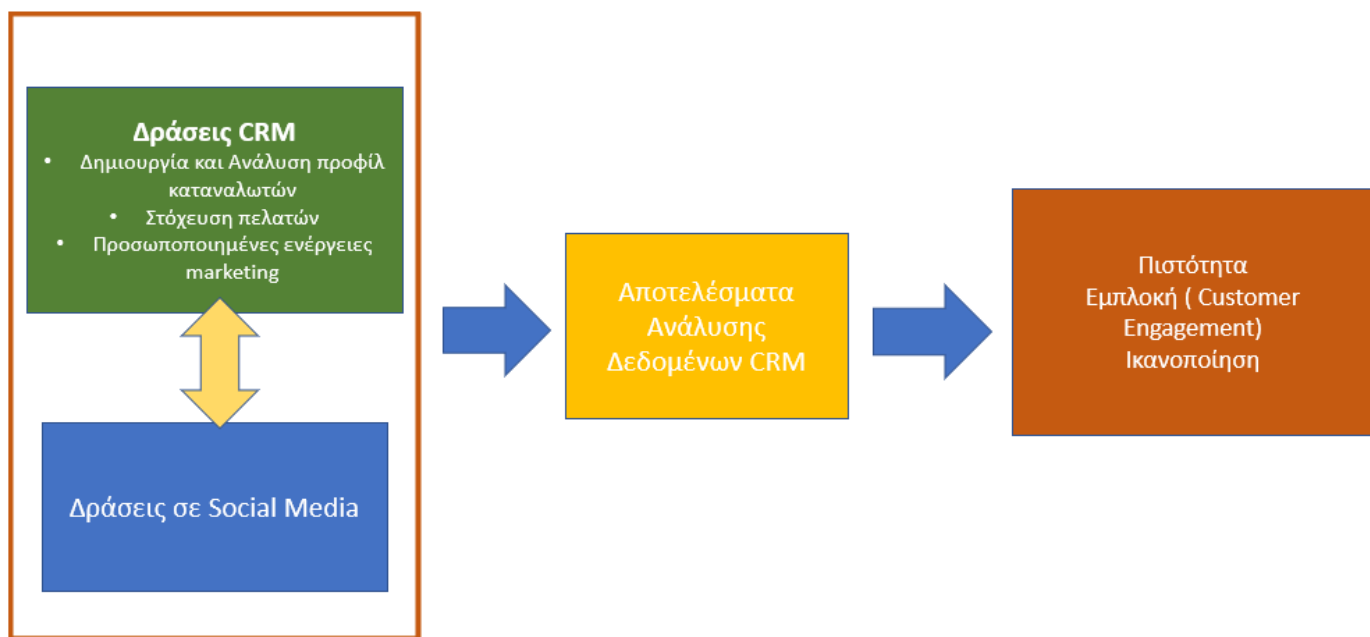 Δράσεις CRM
• Δημιουργία και Ανάλυση προφίλ
καταναλωτών
• Στόχευση πελατών
• Προσωποποιημένες ενέργειες
marketing
Δράσεις σε Social Media
Αποτελέσματα
Ανάλυσης
Δεδομένων CRM
Πιστότητα
Εμπλοκή ( Customer
Engagement)
Ικανοποίηση